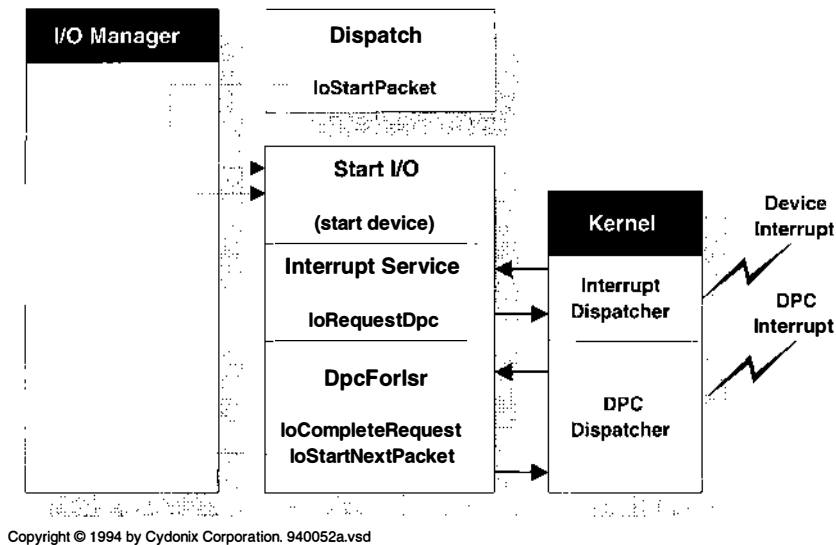 I/O Manager
Dispatch
IoStartPacket
Start I/O
(start device)
Interrupt Service
IoRequestDpc
DpcForIsr
IoCompleteRequest
IoStartNextPacket
Kernel
Interrupt
Dispatcher
DPC
Dispatcher
Device
Interrupt
DPC
Interrupt
Copyright © 1994 by Cydonix Corporation. 940052a.vsd